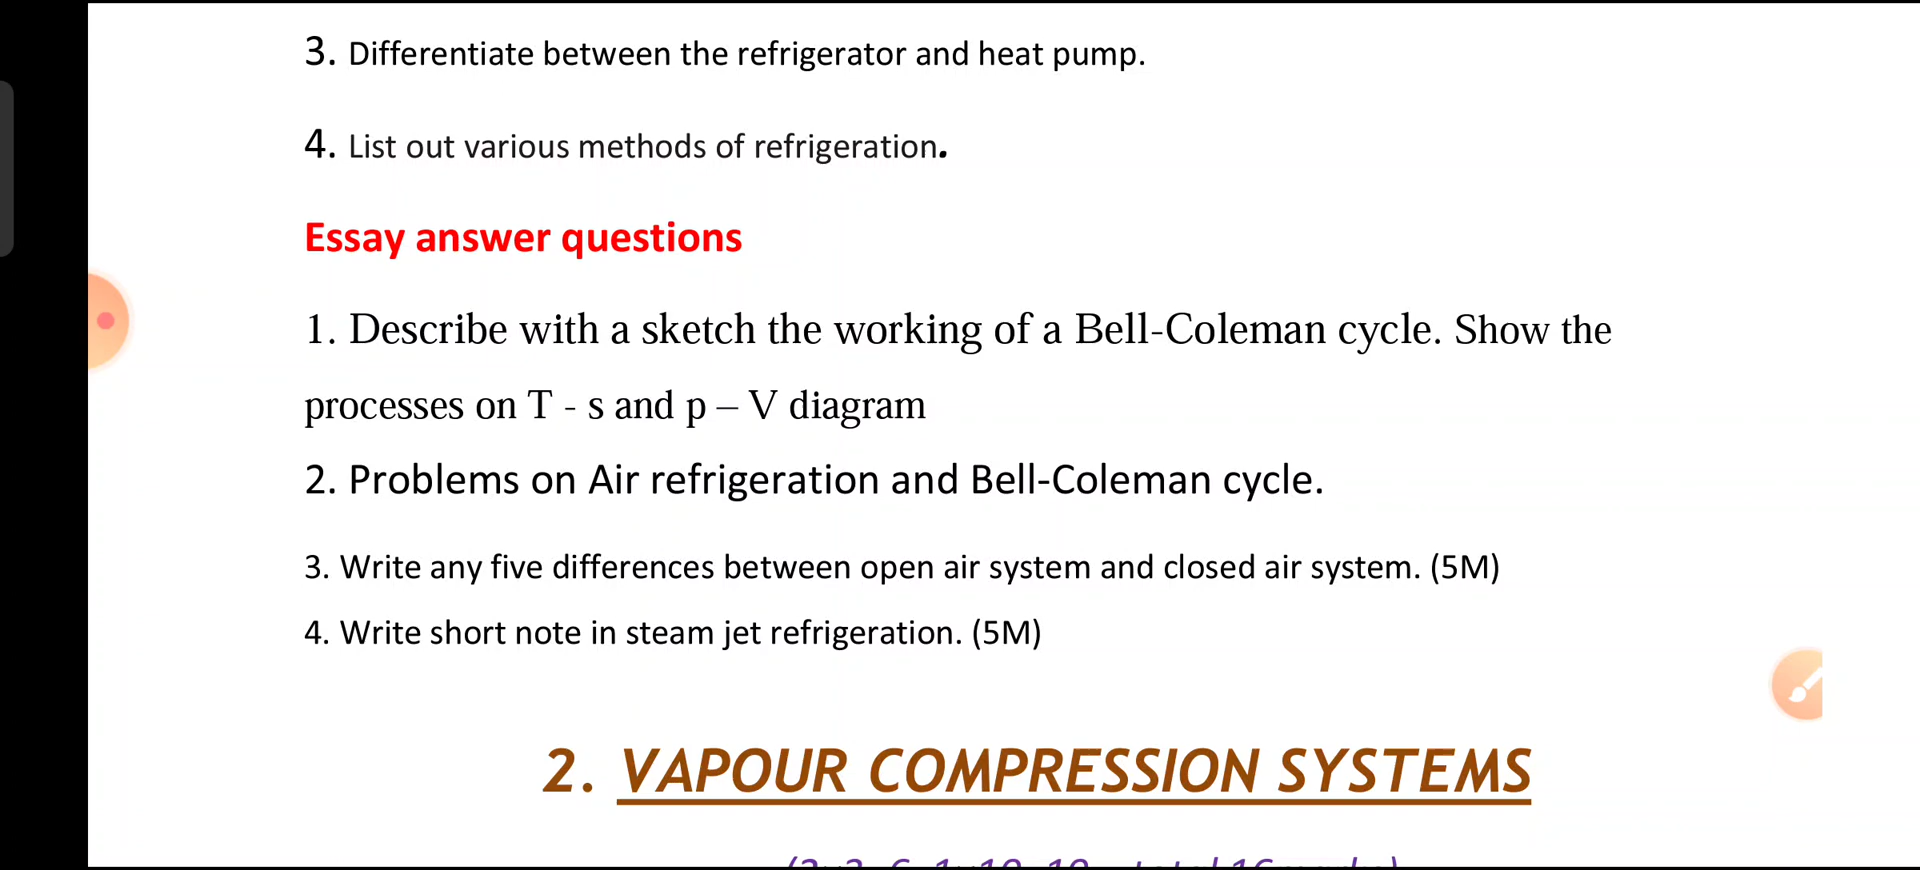 3. Differentiate between the refrigerator and heat pump.
4. List out various methods of refrigeration.
Essay answer questions
1. Describe with a sketch the working of a Bell-Coleman cycle. Show the
processes on T - s and p – V diagram
2. Problems on Air refrigeration and Bell-Coleman cycle.
3. Write any five differences between open air system and closed air system. (5M)
4. Write short note in steam jet refrigeration. (5M)
2. VAPOUR COMPRESSION SYSTEMS